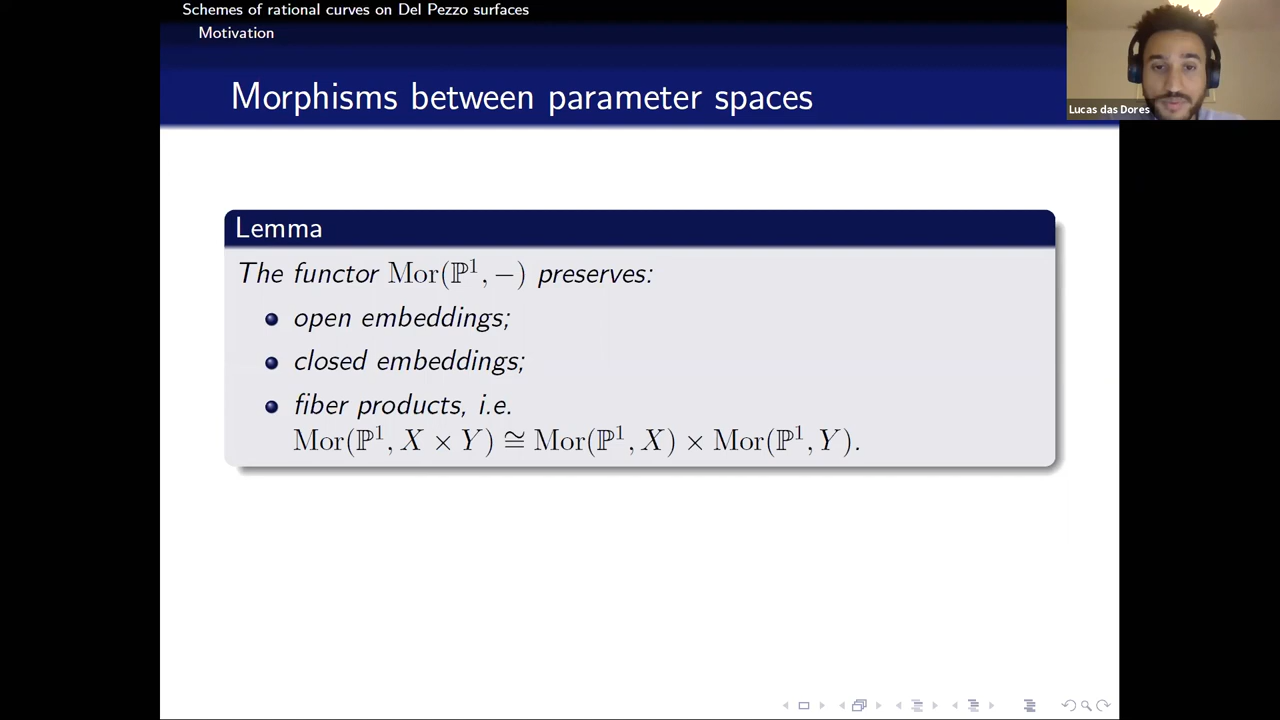 Schemes of rational curves on Del Pezzo surfaces
Motivation
Morphisms between parameter spaces
Lucas das Dores
Lemma
The functor Mor(ℙ¹, −) preserves:
open embeddings;
closed embeddings;
fiber products, i.e.
Mor(ℙ¹, X × Y) ≅ Mor(ℙ¹, X) × Mor(ℙ¹, Y).